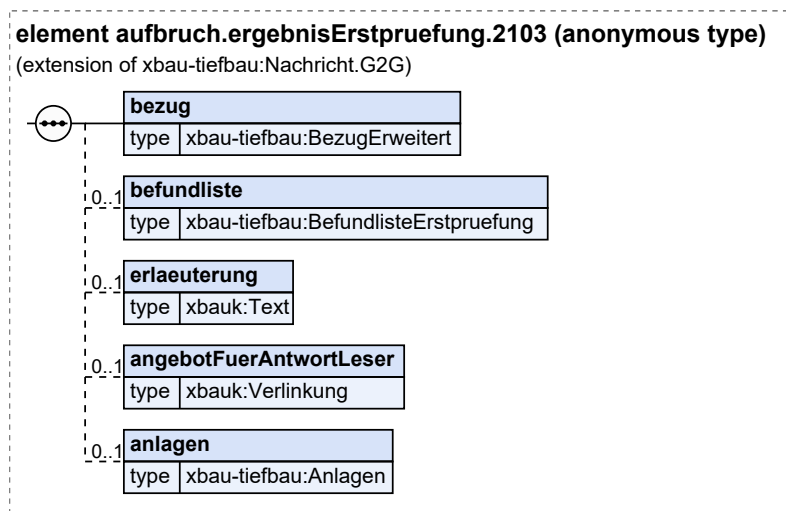 element aufbruch.ergebnisErstpruefung.2103 (anonymous type)
(extension of xbau-tiefbau:Nachricht.G2G)
bezug
type xbau-tiefbau:BezugErweitert
0..1 befundliste
type xbau-tiefbau:BefundlisteErstpruefung
0..1 erlaeuterung
type xbauk:Text
0..1 angebotFuerAntwortLeser
type xbauk:Verlinkung
0..1 anlagen
type xbau-tiefbau:Anlagen